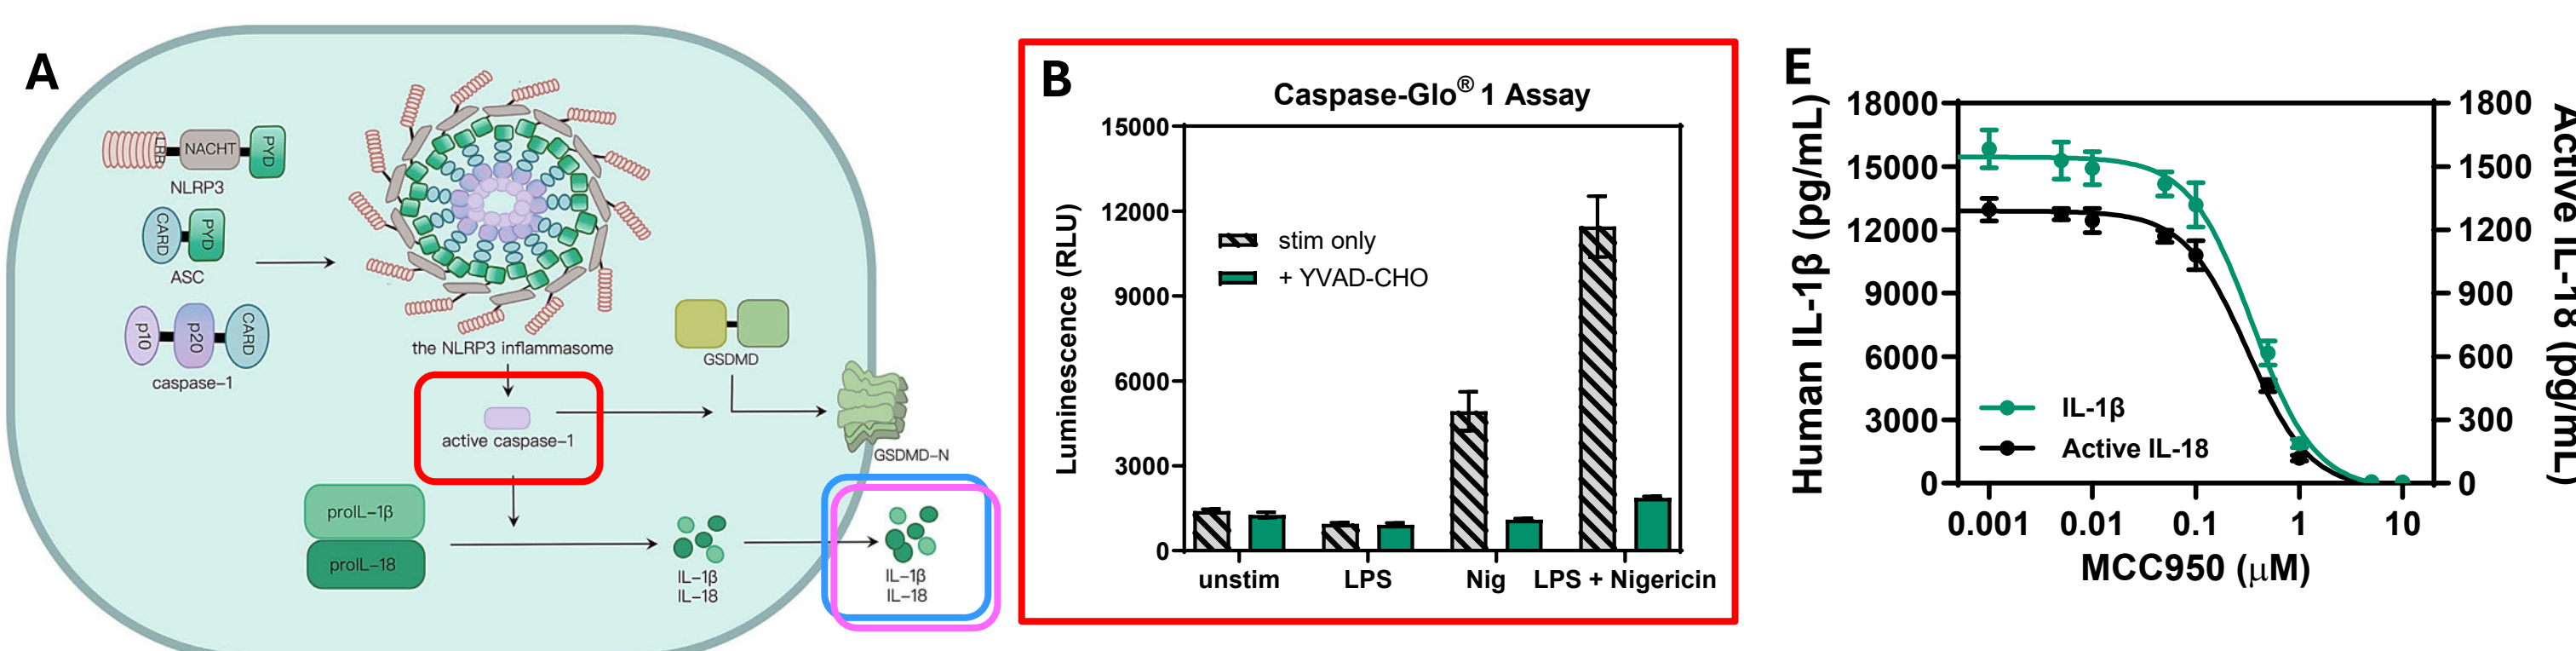 A
LRR
NACHT
PYD
NLRP3
CARD
PYD
ASC
p10
p20
CARD
caspase-1
the NLRP3 inflammasome
active caspase-1
GSDMD
GSDMD-N
proIL-1β
proIL-18
IL-1β
IL-18
IL-1β
IL-18
B
Caspase-Glo® 1 Assay
Luminescence (RLU)
15000
12000
9000
6000
3000
0
stim only
+ YVAD-CHO
unstim
LPS
Nig
LPS + Nigericin
E
Human IL-1β (pg/mL)
18000
15000
12000
9000
6000
3000
0
IL-1β
Active IL-18
0.001
0.01
0.1
1
10
MCC950 (μM)
1800
1500
1200
900
600
300
0
Active IL-18 (pg/mL)